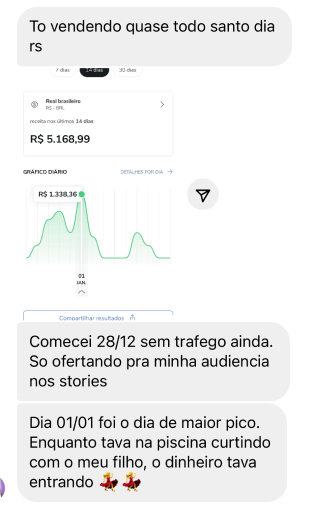 To vendendo quase todo santo dia
rs
7 dias 14 dias 30 dias
Real brasileiro
R$ - BRL
receita nos últimos 14 dias
R$ 5.168,99
GRÁFICO DIÁRIO DETALHES POR DIA
R$ 1.338,36
01
JAN.
Compartilhar resultados
Comecei 28/12 sem trafego ainda.
So ofertando pra minha audiencia
nos stories
Dia 01/01 foi o dia de maior pico.
Enquanto tava na piscina curtindo
com o meu filho, o dinheiro tava
entrando 💃💃